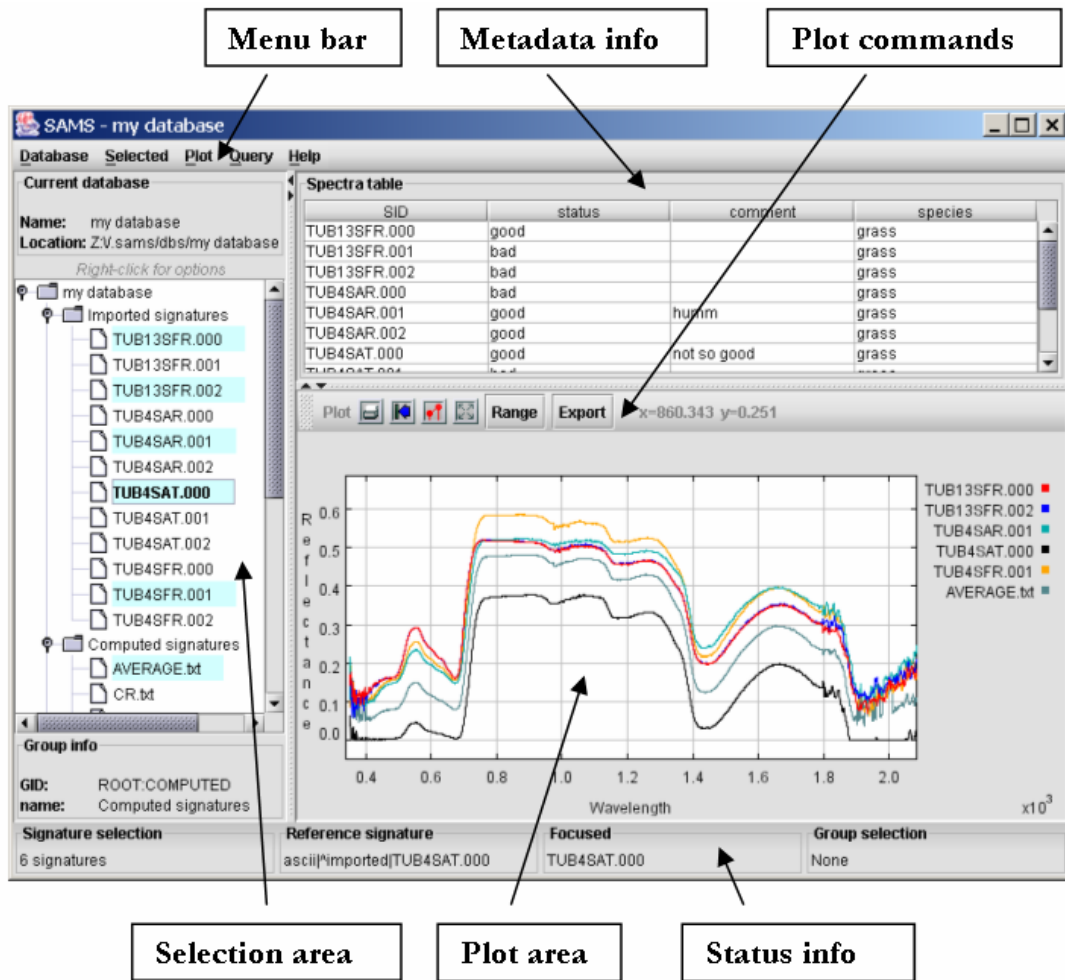 Menu bar
Metadata info
Plot commands
SAMS - my database
Database Selected Plot Query Help
Current database
Name: my database
Location: Z:\/.sams/dbs/my database
Right-click for options
my database
Imported signatures
TUB13SFR.000
TUB13SFR.001
TUB13SFR.002
TUB4SAR.000
TUB4SAR.001
TUB4SAR.002
TUB4SAT.000
TUB4SAT.001
TUB4SAT.002
TUB4SFR.000
TUB4SFR.001
TUB4SFR.002
Computed signatures
AVERAGE.txt
CR.txt
Group info
GID: ROOT:COMPUTED
name: Computed signatures
Spectra table
SID status comment species
TUB13SFR.000 good grass
TUB13SFR.001 bad grass
TUB13SFR.002 bad grass
TUB4SAR.000 bad grass
TUB4SAR.001 good humm grass
TUB4SAR.002 good grass
TUB4SAT.000 good not so good grass
TUB4SAT.001 bad grass
Plot Range Export x=860.343 y=0.251
Reflectance
0.6
0.5
0.4
0.3
0.2
0.1
0.0
0.4 0.6 0.8 1.0 1.2 1.4 1.6 1.8 2.0
Wavelength x10³
TUB13SFR.000
TUB13SFR.002
TUB4SAR.001
TUB4SAT.000
TUB4SFR.001
AVERAGE.txt
Signature selection
6 signatures
Reference signature
ascii|^imported|TUB4SAT.000
Focused
TUB4SAT.000
Group selection
None
Selection area
Plot area
Status info